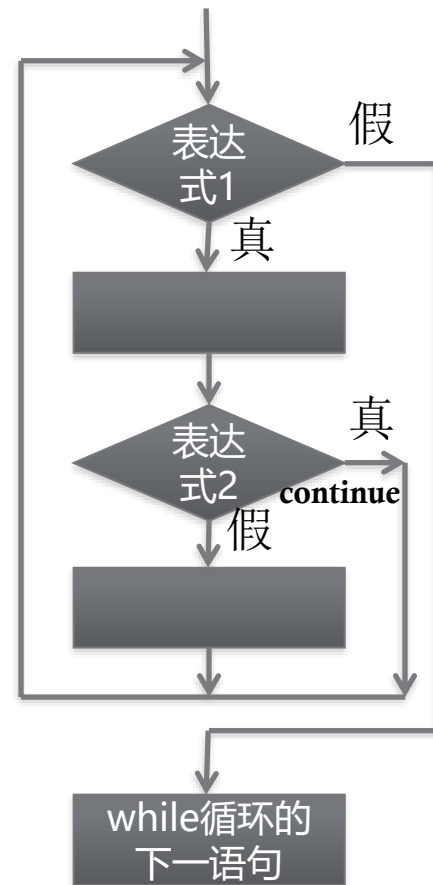 表达
式1
假
真
表达
式2
真
continue
假
while循环的
下一语句